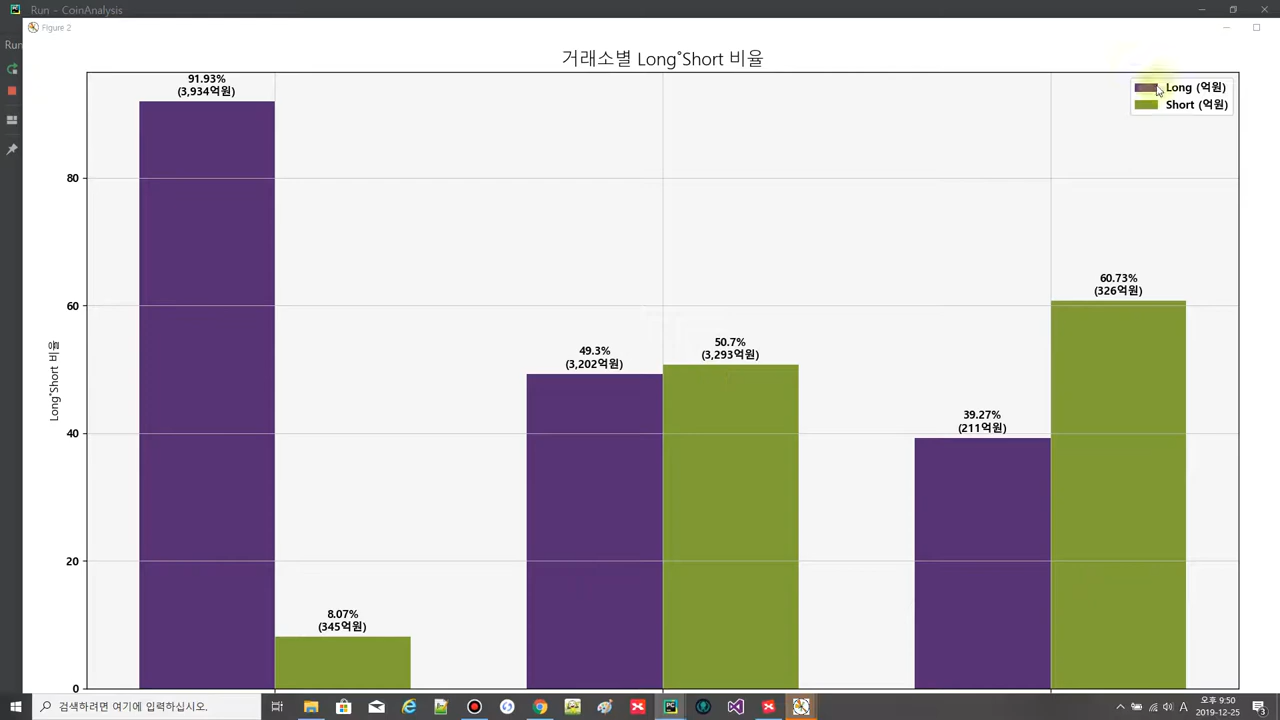 Run - CoinAnalysis
Figure 2
Run
거래소별 Long˚Short 비율
91.93%
(3,934억원)
Long (억원)
Short (억원)
80
60.73%
(326억원)
60
50.7%
(3,293억원)
49.3%
(3,202억원)
Long˚Short 비율
39.27%
(211억원)
40
20
8.07%
(345억원)
0
검색하려면 여기에 입력하십시오.
A
오후 9:50
2019-12-25
3